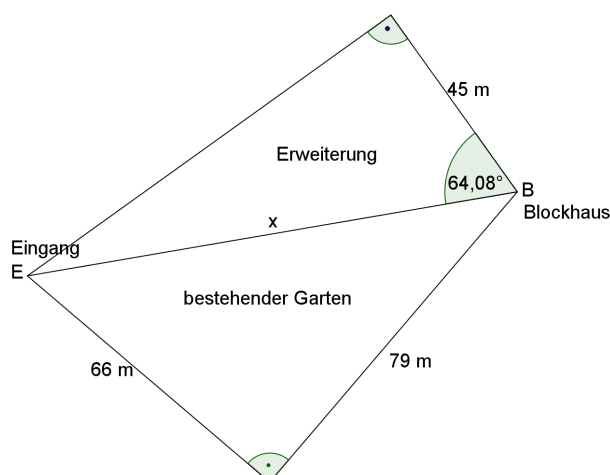 45 m
Erweiterung
64,08°
B
Blockhaus
x
Eingang
E
bestehender Garten
66 m
79 m